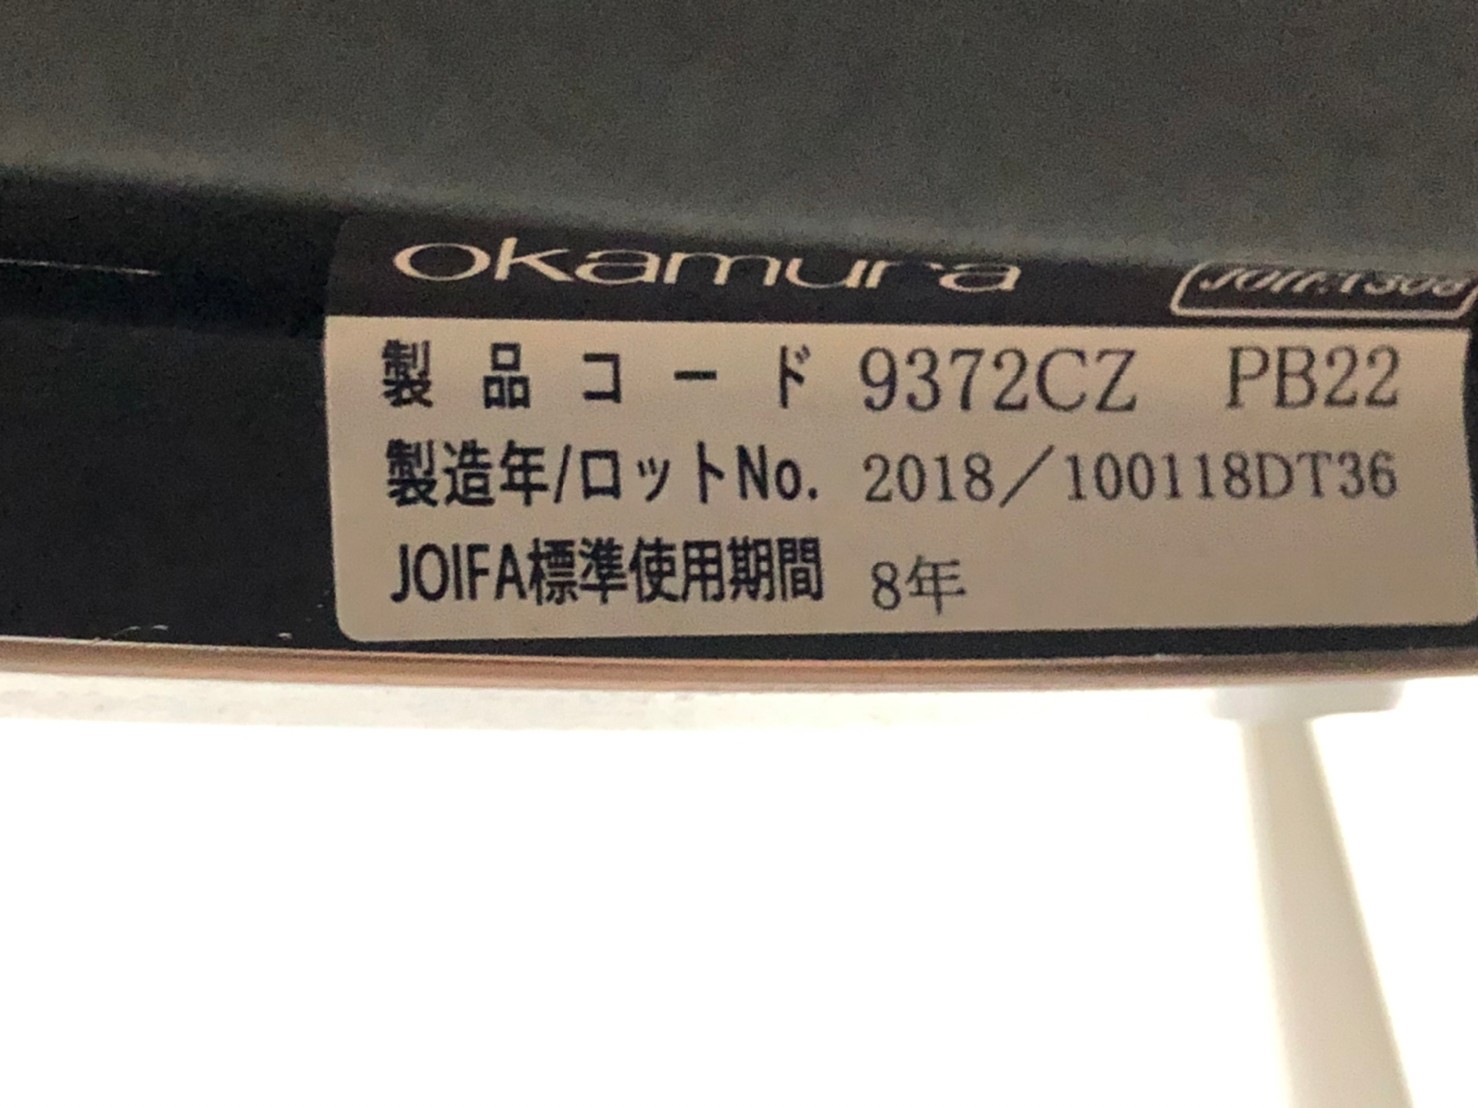 okamura
製品コード 9372CZ PB22
製造年/ロットNo. 2018／100118DT36
JOIFA標準使用期間 8年